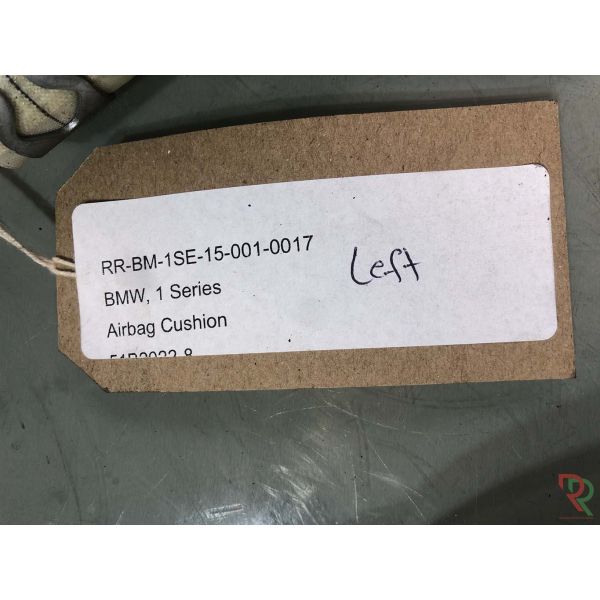 RR-BM-1SE-15-001-0017
Left
BMW, 1 Series
Airbag Cushion